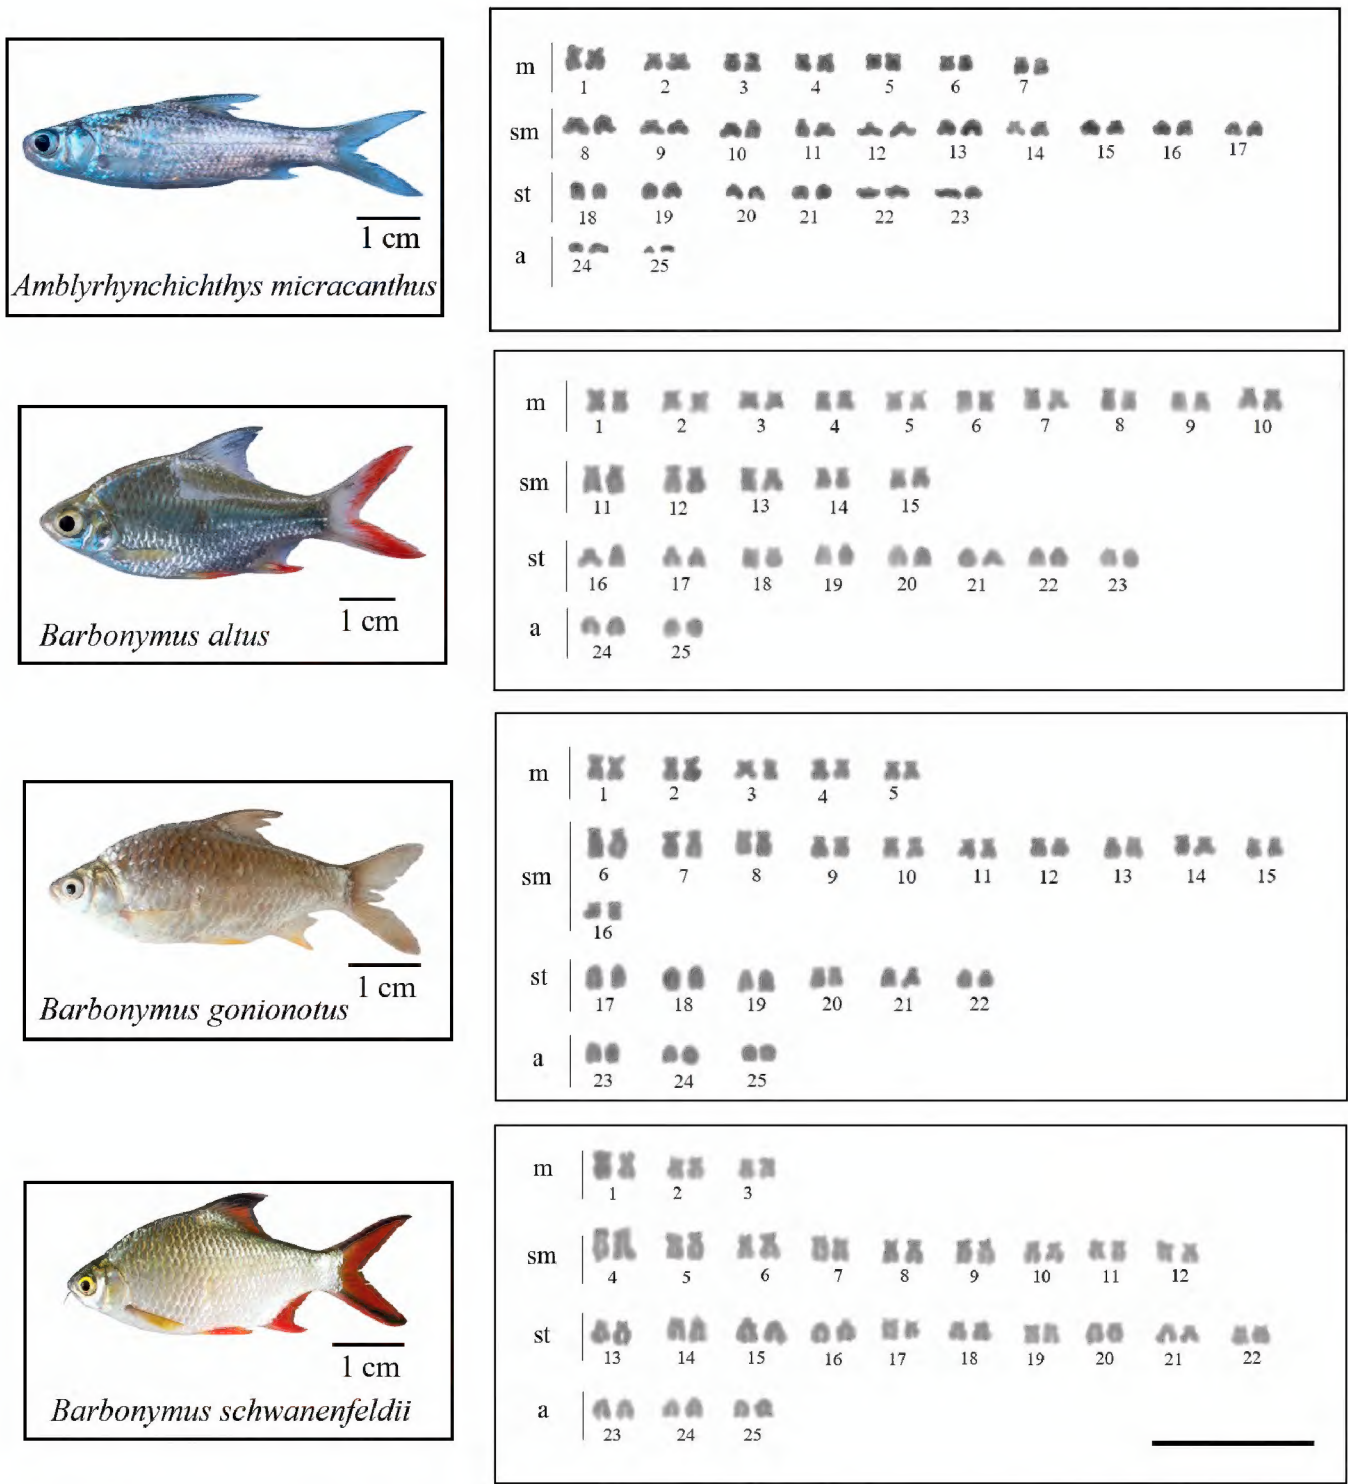 m
1 2 3 4 5 6 7
sm
8 9 10 11 12 13 14 15 16 17
st
18 19 20 21 22 23
a
24 25
1 cm
Amblyrhynchichthys micracanthus
m
1 2 3 4 5 6 7 8 9 10
sm
11 12 13 14 15
st
16 17 18 19 20 21 22 23
a
24 25
1 cm
Barbonymus altus
m
1 2 3 4 5
sm
6 7 8 9 10 11 12 13 14 15
16
st
17 18 19 20 21 22
a
23 24 25
1 cm
Barbonymus gonionotus
m
1 2 3
sm
4 5 6 7 8 9 10 11 12
st
13 14 15 16 17 18 19 20 21 22
a
23 24 25
1 cm
Barbonymus schwanenfeldii